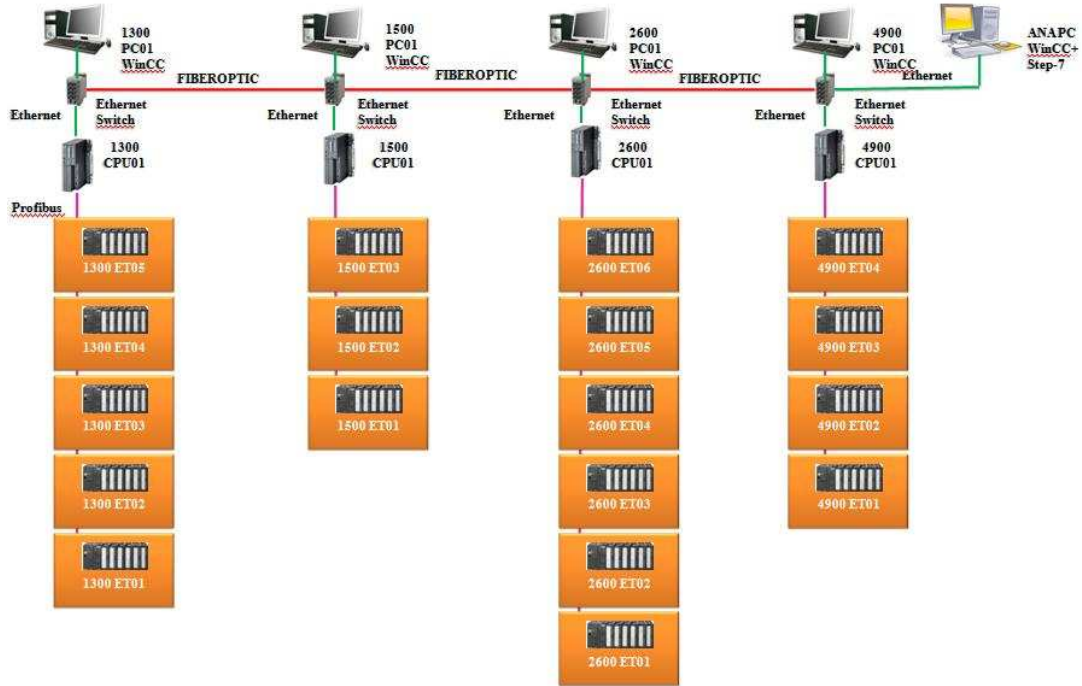 1300
PC01
WinCC
1500
PC01
WinCC
2600
PC01
WinCC
4900
PC01
WinCC
ANAPC
WinCC+
Step-7
FIBEROPTIC
FIBEROPTIC
FIBEROPTIC
Ethernet
Ethernet
Ethernet
Switch
Ethernet
Ethernet
Switch
Ethernet
Ethernet
Switch
Ethernet
Ethernet
Switch
1300
CPU01
1500
CPU01
2600
CPU01
4900
CPU01
Profibus
1300 ET05
1500 ET03
2600 ET06
4900 ET04
1300 ET04
1500 ET02
2600 ET05
4900 ET03
1300 ET03
1500 ET01
2600 ET04
4900 ET02
1300 ET02
2600 ET03
4900 ET01
1300 ET01
2600 ET02
2600 ET01